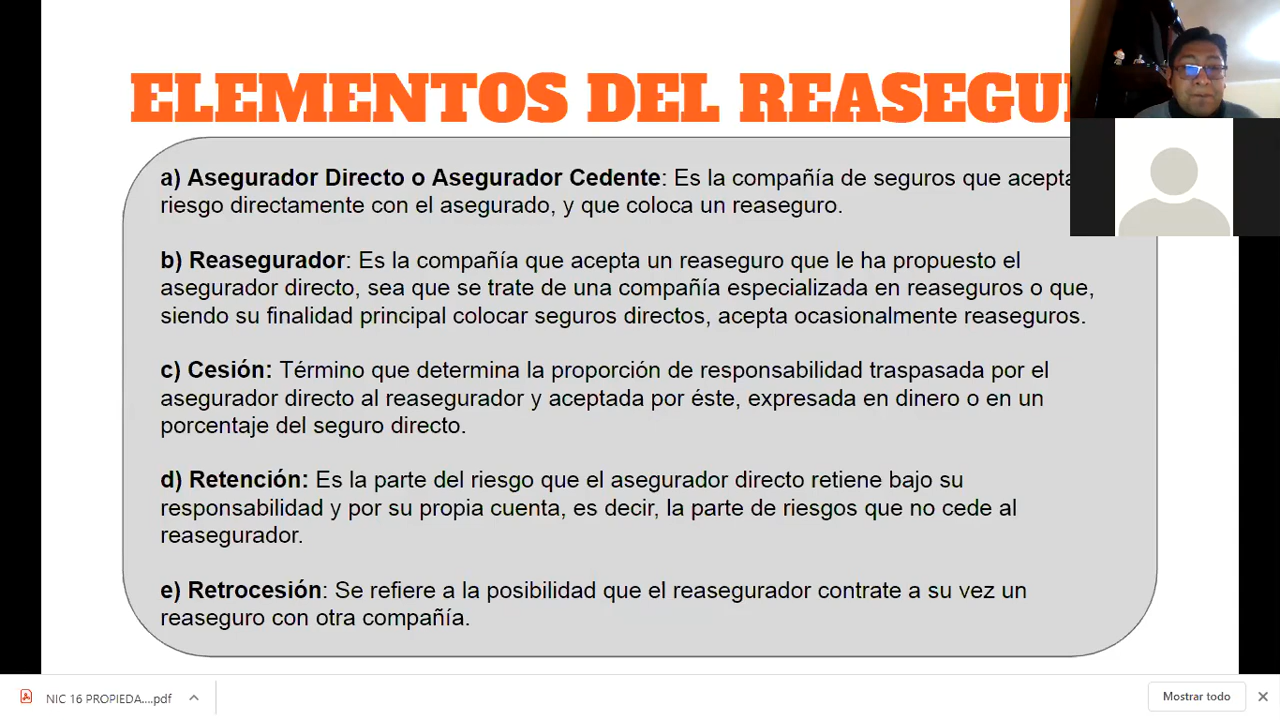 ELEMENTOS DEL REASEGU
a) Asegurador Directo o Asegurador Cedente: Es la compañía de seguros que acepta
riesgo directamente con el asegurado, y que coloca un reaseguro.
b) Reasegurador: Es la compañía que acepta un reaseguro que le ha propuesto el
asegurador directo, sea que se trate de una compañía especializada en reaseguros o que,
siendo su finalidad principal colocar seguros directos, acepta ocasionalmente reaseguros.
c) Cesión: Término que determina la proporción de responsabilidad traspasada por el
asegurador directo al reasegurador y aceptada por éste, expresada en dinero o en un
porcentaje del seguro directo.
d) Retención: Es la parte del riesgo que el asegurador directo retiene bajo su
responsabilidad y por su propia cuenta, es decir, la parte de riesgos que no cede al
reasegurador.
e) Retrocesión: Se refiere a la posibilidad que el reasegurador contrate a su vez un
reaseguro con otra compañía.
NIC 16 PROPIEDA....pdf
Mostrar todo